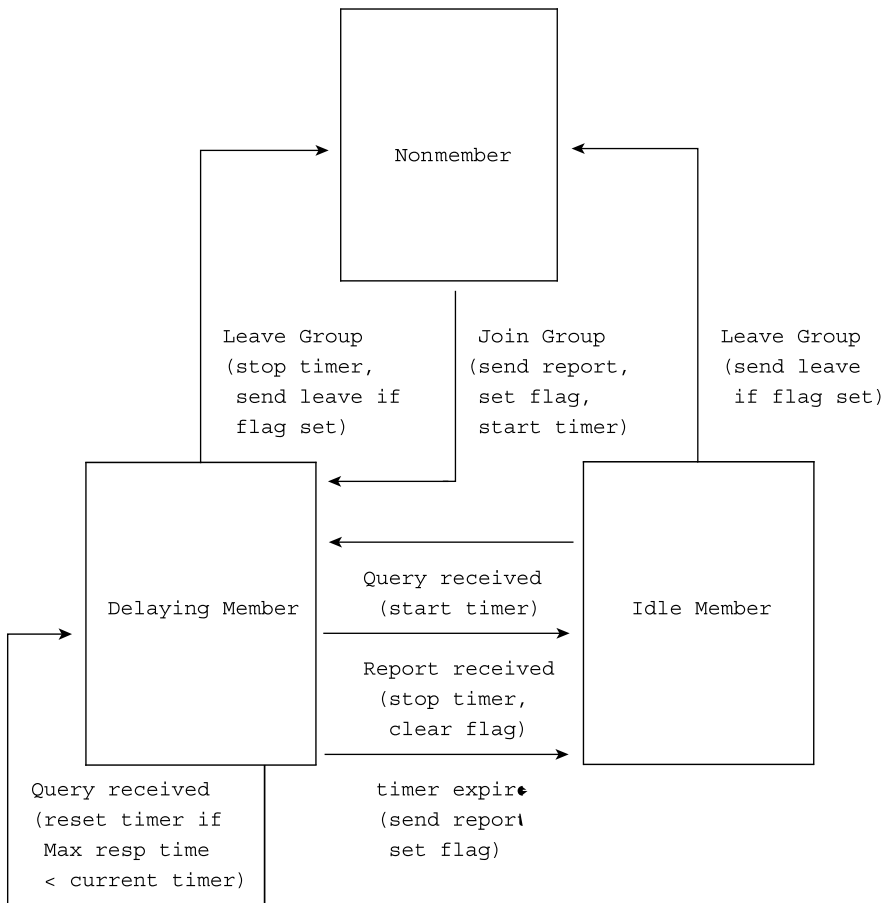 Nonmember
Leave Group
(stop timer,
send leave if
flag set)
Join Group
(send report,
set flag,
start timer)
Leave Group
(send leave
if flag set)
Delaying Member
Query received
(start timer)
Idle Member
Report received
(stop timer,
clear flag)
Query received
(reset timer if
Max resp time
< current timer)
timer expire
(send report
set flag)